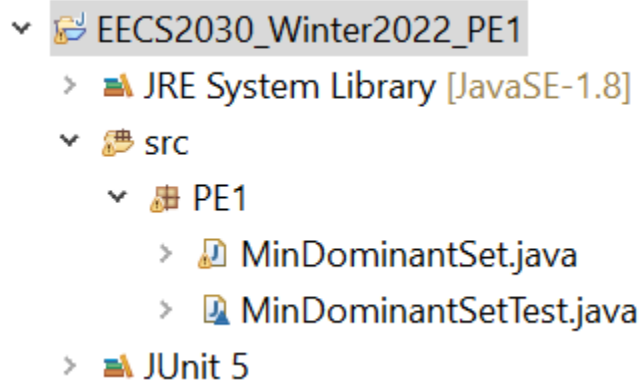 EECS2030_Winter2022_PE1
JRE System Library [JavaSE-1.8]
src
PE1
MinDominantSet.java
MinDominantSetTest.java
JUnit 5